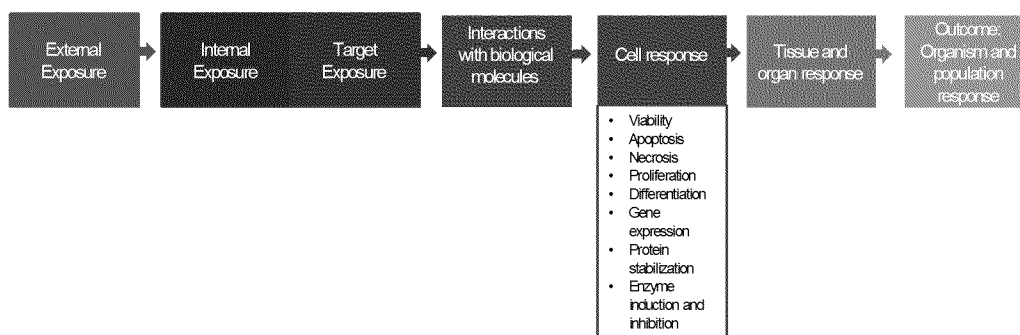 External
Exposure
Internal
Exposure
Target
Exposure
Interactions
with biological
molecules
Cell response
Tissue and
organ response
Outcome:
Organism and
population
response
• Viability
• Apoptosis
• Necrosis
• Proliferation
• Differentiation
• Gene
expression
• Protein
stabilization
• Enzyme
induction and
inhibition